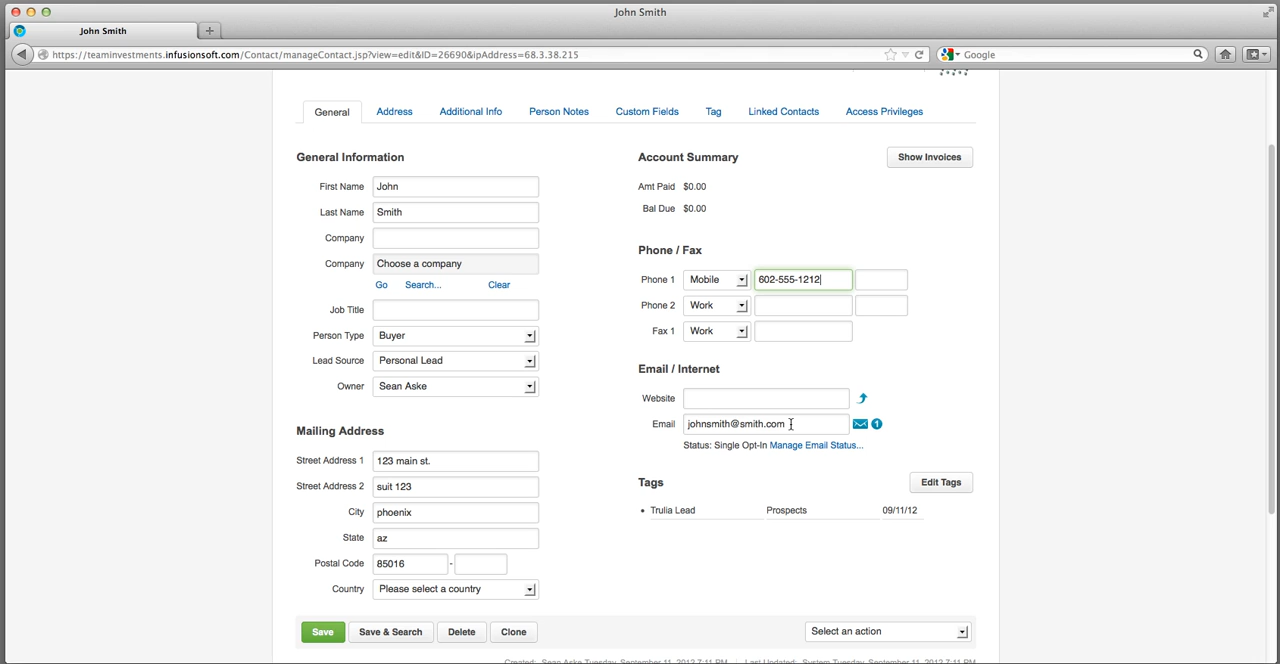 John Smith
John Smith
https://teaminvestments.infusionsoft.com/Contact/manageContact.jsp?view=edit&ID=26690&ipAddress=68.3.38.215
Google
General
Address
Additional Info
Person Notes
Custom Fields
Tag
Linked Contacts
Access Privileges
General Information
First Name John
Last Name Smith
Company
Company Choose a company
Go Search... Clear
Job Title
Person Type Buyer
Lead Source Personal Lead
Owner Sean Aske
Mailing Address
Street Address 1 123 main st.
Street Address 2 suit 123
City phoenix
State az
Postal Code 85016 -
Country Please select a country
Account Summary
Show Invoices
Amt Paid $0.00
Bal Due $0.00
Phone / Fax
Phone 1 Mobile 602-555-1212
Phone 2 Work
Fax 1 Work
Email / Internet
Website
Email johnsmith@smith.com 1
Status: Single Opt-In Manage Email Status...
Tags
Edit Tags
• Trulia Lead Prospects 09/11/12
Save
Save & Search
Delete
Clone
Select an action
Created: Sean Aske Tuesday, September 11, 2012 7:11 PM | Last Updated: System Tuesday, September 11, 2012 7:11 PM